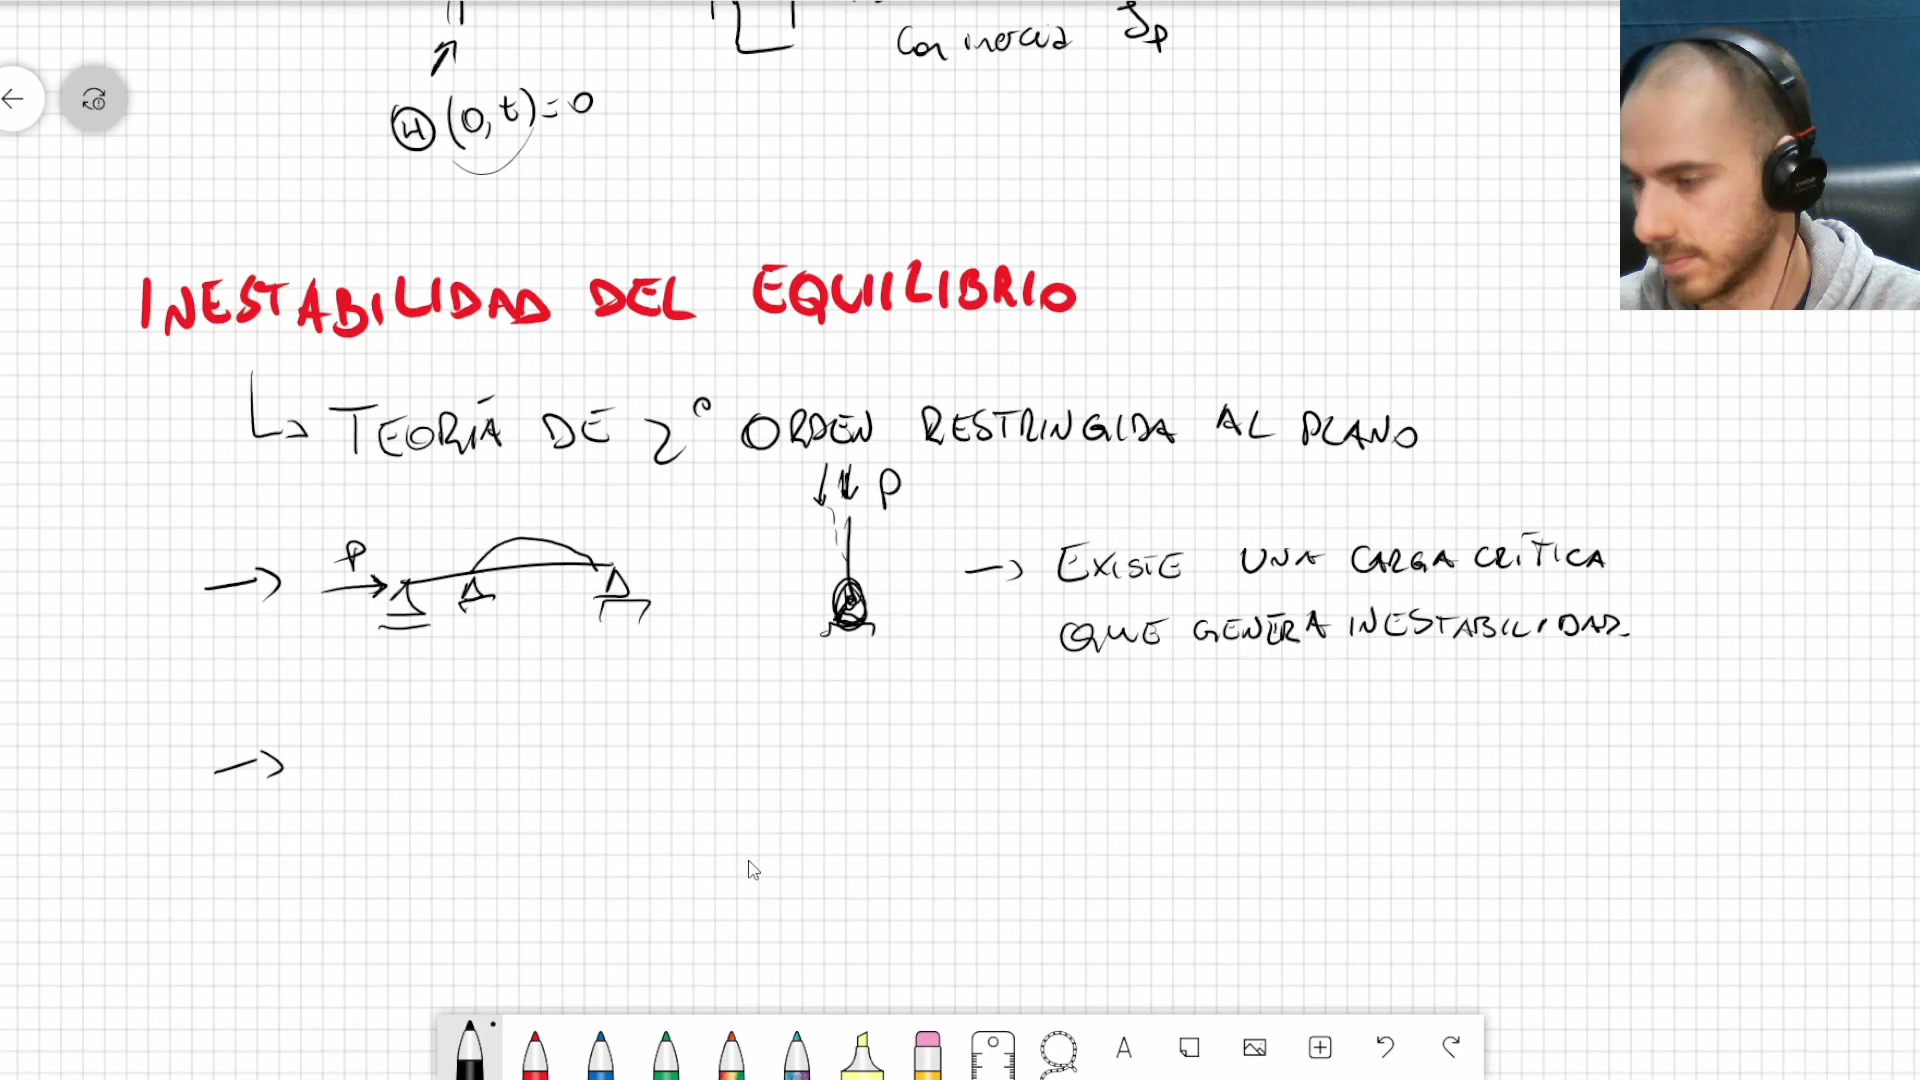 Con inercia Jp
Ⓗ (0, t) = 0
INESTABILIDAD DEL EQUILIBRIO
TEORÍA DE 2° ORDEN RESTRINGIDA AL PLANO
P
P
→ EXISTE UNA CARGA CRÍTICA
QUE GENERA INESTABILIDAD.
→
A